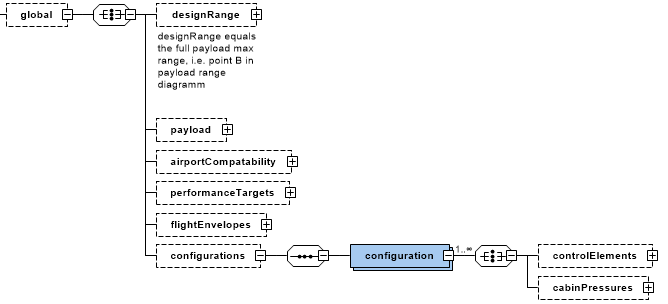 global
designRange
designRange equals
the full payload max
range, i.e. point B in
payload range
diagramm
payload
airportCompatability
performanceTargets
flightEnvelopes
configurations
configuration
1..∞
controlElements
cabinPressures